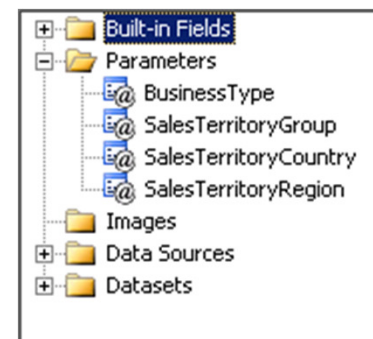 Built-in Fields
Parameters
BusinessType
SalesTerritoryGroup
SalesTerritoryCountry
SalesTerritoryRegion
Images
Data Sources
Datasets